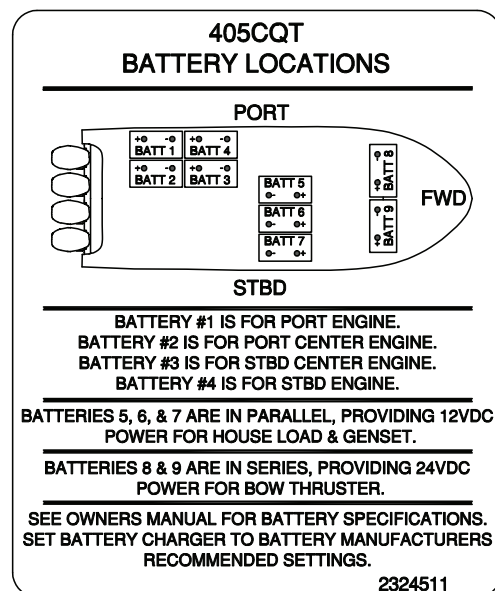 405CQT
BATTERY LOCATIONS
PORT
+ - + -
BATT 1 BATT 4
+ - + -
BATT 2 BATT 3
BATT 5
- +
BATT 6
- +
BATT 7
- +
- +
BATT 8
- +
BATT 9
FWD
STBD
BATTERY #1 IS FOR PORT ENGINE.
BATTERY #2 IS FOR PORT CENTER ENGINE.
BATTERY #3 IS FOR STBD CENTER ENGINE.
BATTERY #4 IS FOR STBD ENGINE.
BATTERIES 5, 6, & 7 ARE IN PARALLEL, PROVIDING 12VDC
POWER FOR HOUSE LOAD & GENSET.
BATTERIES 8 & 9 ARE IN SERIES, PROVIDING 24VDC
POWER FOR BOW THRUSTER.
SEE OWNERS MANUAL FOR BATTERY SPECIFICATIONS.
SET BATTERY CHARGER TO BATTERY MANUFACTURERS
RECOMMENDED SETTINGS.
2324511